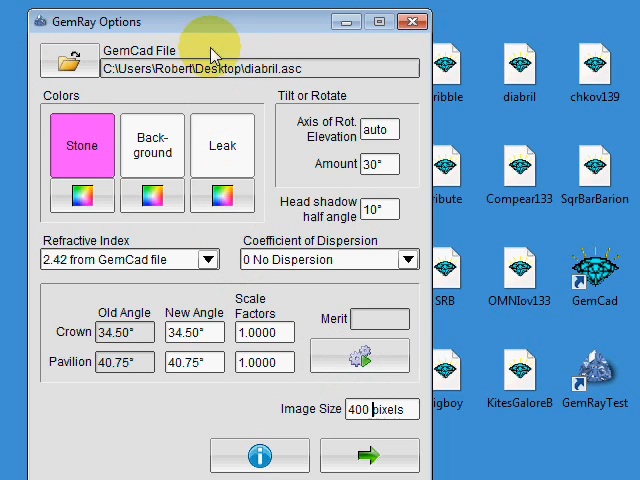 GemRay Options
GemCad File
C:\Users\Robert\Desktop\diabril.asc
Colors
Stone
Back-
ground
Leak
Tilt or Rotate
Axis of Rot.
Elevation
auto
Amount
30°
Head shadow
half angle
10°
Refractive Index
2.42 from GemCad file
Coefficient of Dispersion
0 No Dispersion
Old Angle
New Angle
Scale
Factors
Crown
34.50°
34.50°
1.0000
Pavilion
40.75°
40.75°
1.0000
Merit
Image Size
400 pixels
ribble
diabril
chkov139
ribute
Compear133
SqrBarBarion
SRB
OMNIov133
GemCad
igboy
KitesGaloreB
GemRayTest